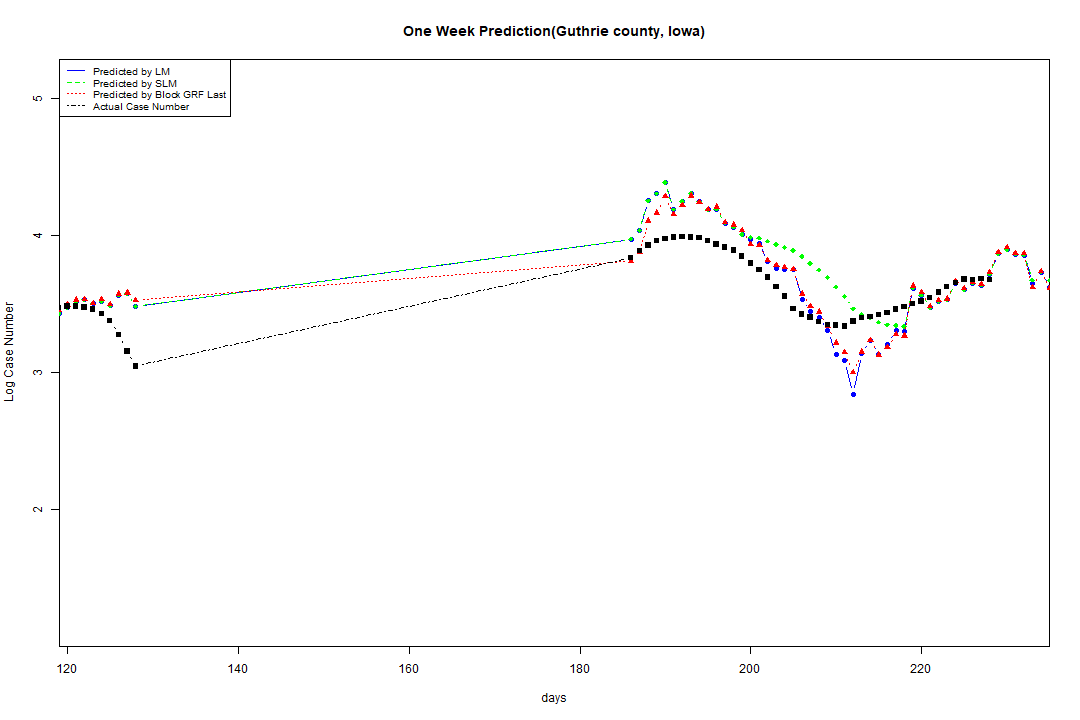 One Week Prediction(Guthrie county, Iowa)
Predicted by LM
Predicted by SLM
Predicted by Block GRF Last
Actual Case Number
5
4
3
2
Log Case Number
120 140 160 180 200 220
days